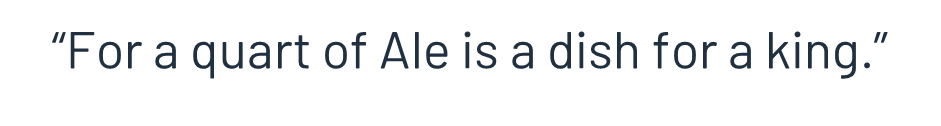 “For a quart of Ale is a dish for a king.”